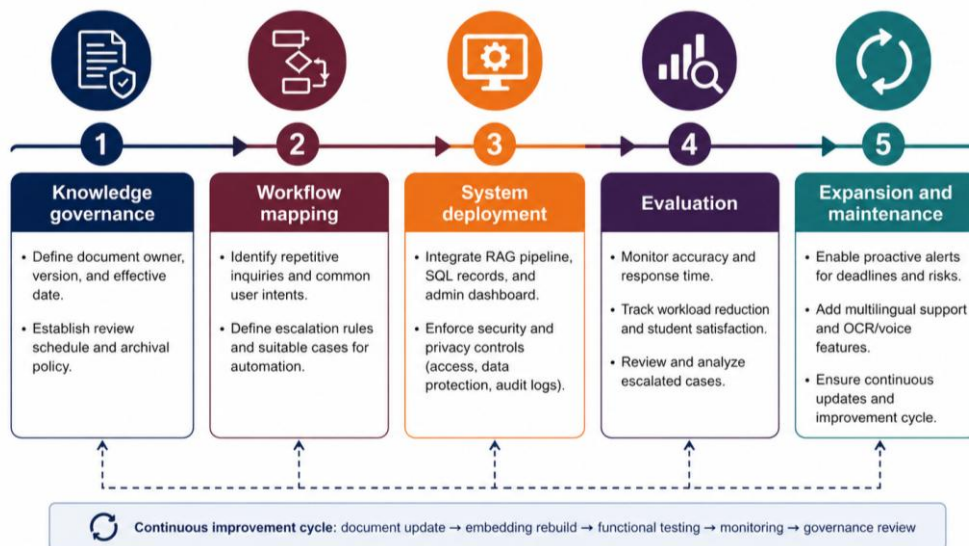 1
2
3
4
5
Knowledge
governance
• Define document owner,
version, and effective
date.
• Establish review
schedule and archival
policy.
Workflow
mapping
• Identify repetitive
inquiries and common
user intents.
• Define escalation rules
and suitable cases for
automation.
System
deployment
• Integrate RAG pipeline,
SQL records, and
admin dashboard.
• Enforce security and
privacy controls
(access, data
protection, audit logs).
Evaluation
• Monitor accuracy and
response time.
• Track workload reduction
and student satisfaction.
• Review and analyze
escalated cases.
Expansion and
maintenance
• Enable proactive alerts
for deadlines and risks.
• Add multilingual support
and OCR/voice
features.
• Ensure continuous
updates and
improvement cycle.
Continuous improvement cycle: document update → embedding rebuild → functional testing → monitoring → governance review